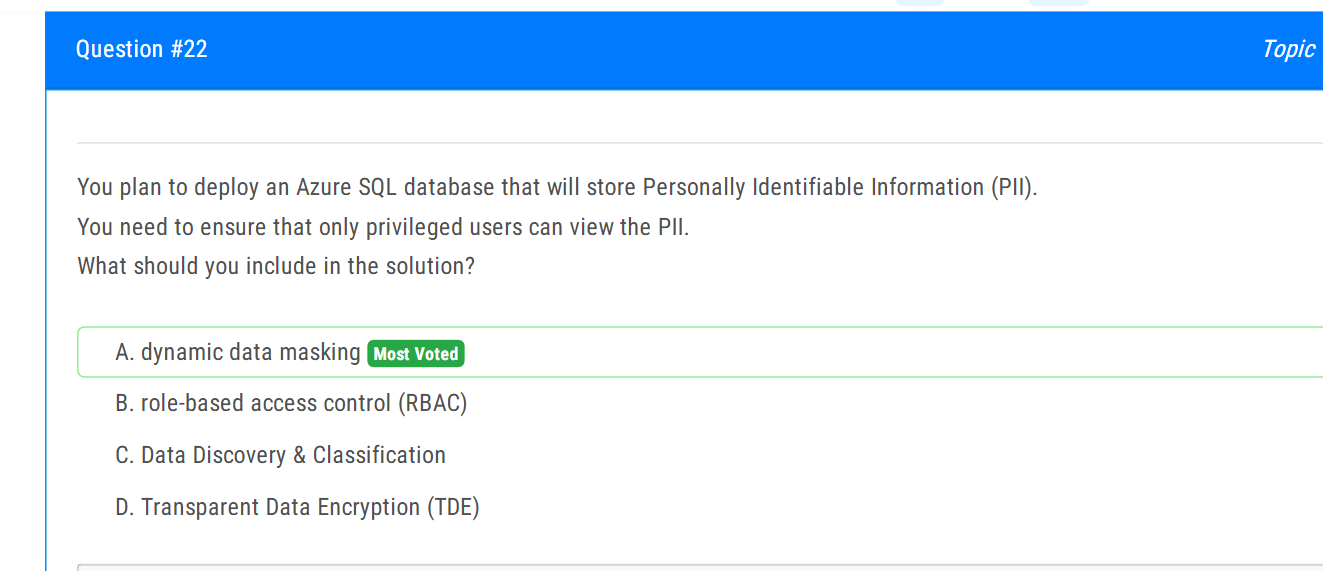 Question #22
Topic
You plan to deploy an Azure SQL database that will store Personally Identifiable Information (PII).
You need to ensure that only privileged users can view the PII.
What should you include in the solution?
A. dynamic data masking Most Voted
B. role-based access control (RBAC)
C. Data Discovery & Classification
D. Transparent Data Encryption (TDE)